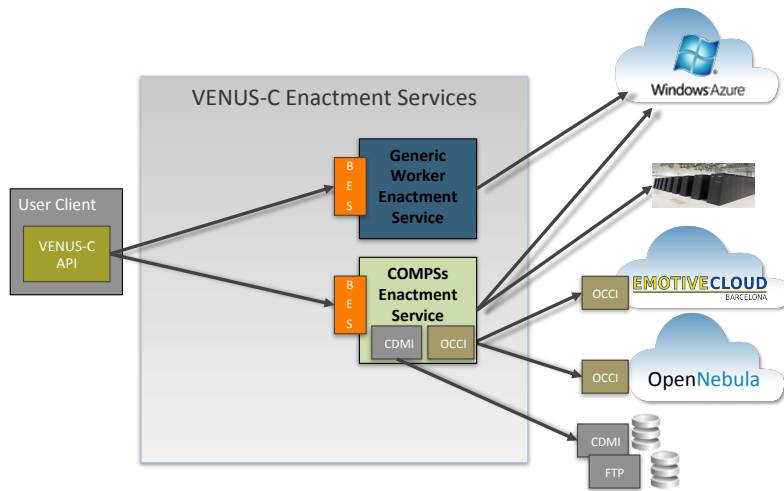 VENUS-C Enactment Services
Windows Azure
Generic
Worker
Enactment
Service
B
E
S
User Client
VENUS-C
API
COMPSs
Enactment
Service
B
E
S
CDMI
OCCI
OCCI
EMOTIVECLOUD
BARCELONA
OCCI
OpenNebula
CDMI
FTP